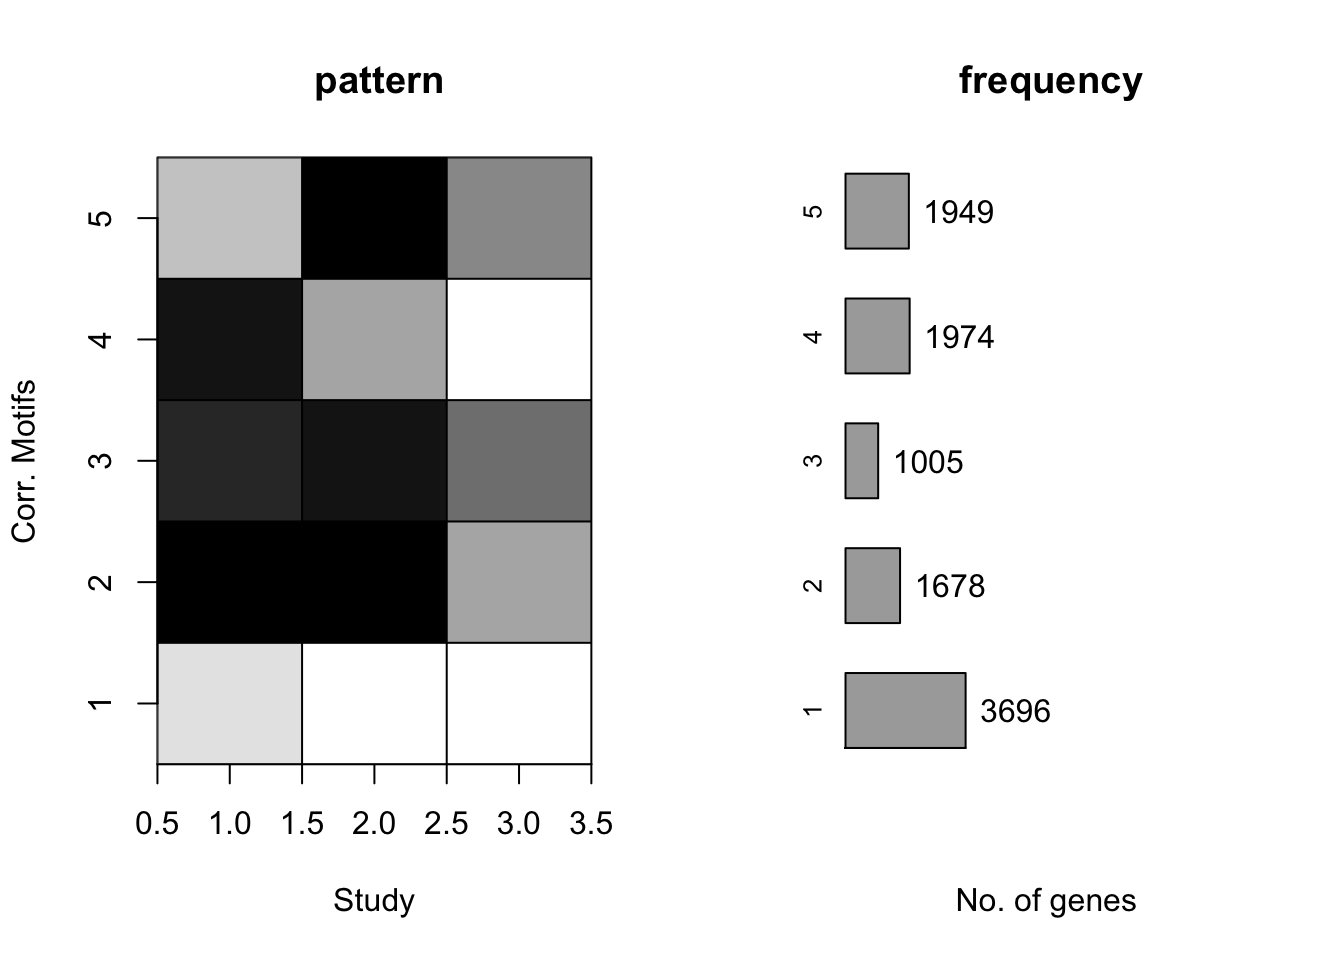 pattern
Corr. Motifs
5
4
3
2
1
0.5 1.0 1.5 2.0 2.5 3.0 3.5
Study
frequency
5 1949
4 1974
3 1005
2 1678
1 3696
No. of genes